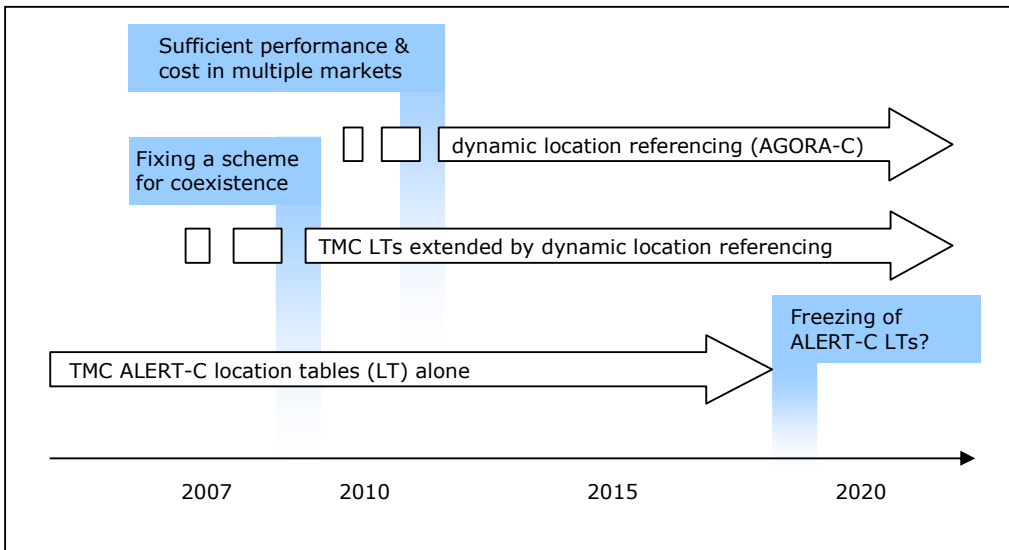 Sufficient performance &
cost in multiple markets
dynamic location referencing (AGORA-C)
Fixing a scheme
for coexistence
TMC LTs extended by dynamic location referencing
Freezing of
ALERT-C LTs?
TMC ALERT-C location tables (LT) alone
2007
2010
2015
2020